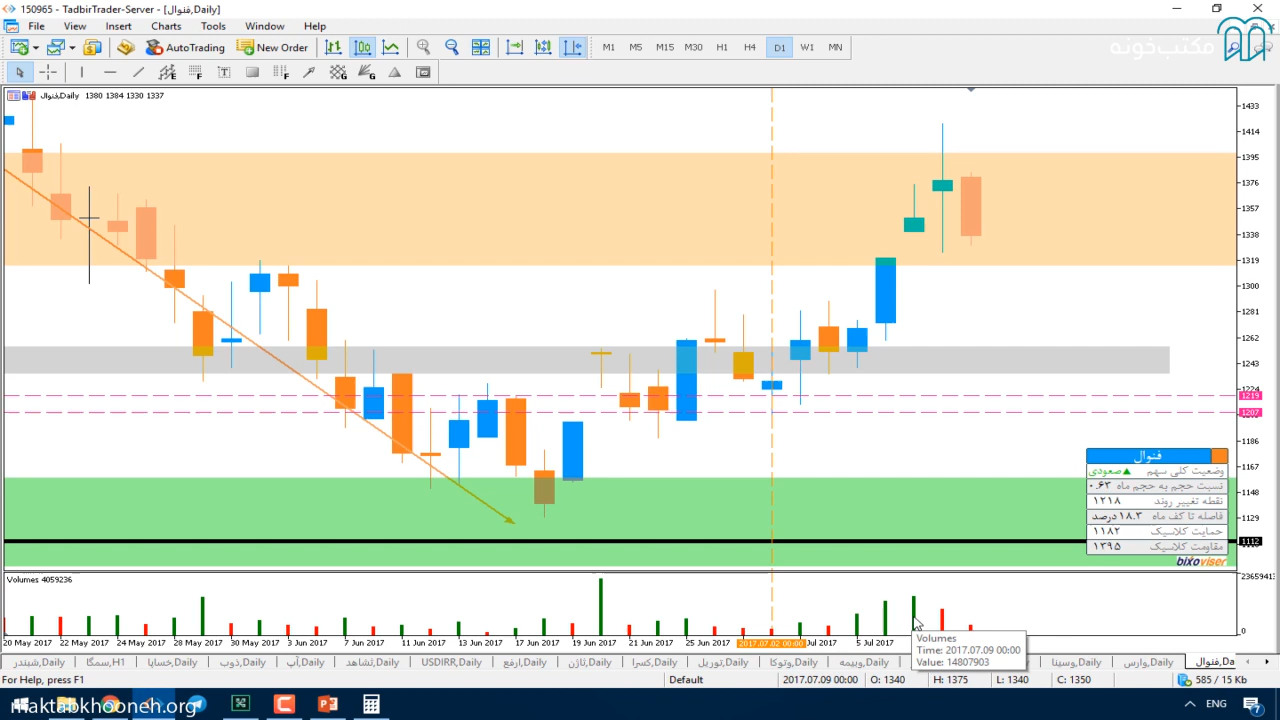 150965 - TadbirTrader-Server - [فنوال,Daily]
File View Insert Charts Tools Window Help
AutoTrading New Order M1 M5 M15 M30 H1 H4 D1 W1 MN
مکتب‌خونه
E F T F G G
فنوال,Daily 1380 1384 1330 1337
1433
1414
1395
1376
1357
1338
1319
1300
1281
1262
1243
1224
1219
1207
1186
1167
1148
1129
1112
فنوال
وضعیت کلی سهم ▲صعودی
نسبت حجم به حجم ماه ۰.۶۳
نقطه تغییر روند ۱۲۱۸
فاصله تا کف ماه ۱۸.۳ درصد
حمایت کلاسیک ۱۱۸۲
مقاومت کلاسیک ۱۳۹۵
bixoviser
Volumes 4059236
2365941
0
20 May 2017 22 May 2017 24 May 2017 28 May 2017 30 May 2017 3 Jun 2017 7 Jun 2017 11 Jun 2017 13 Jun 2017 17 Jun 2017 19 Jun 2017 21 Jun 2017 25 Jun 2017 2017.07.02 00:00 Jul 2017 5 Jul 2017
Volumes
Time: 2017.07.09 00:00
Value: 14807903
شبندر,Daily سمگا,H1 خساپا,Daily ذوب,Daily آپ,Daily تشاهد,Daily USDIRR,Daily ارفع,Daily تاژن,Daily کسرا,Daily توریل,Daily وتوکا,Daily وبیمه,Daily وسینا,Daily وارس,Daily فنوال,Da
For Help, press F1 Default 2017.07.09 00:00 O: 1340 H: 1375 L: 1340 C: 1350 585 / 15 Kb
maktabkhooneh.org ENG 7